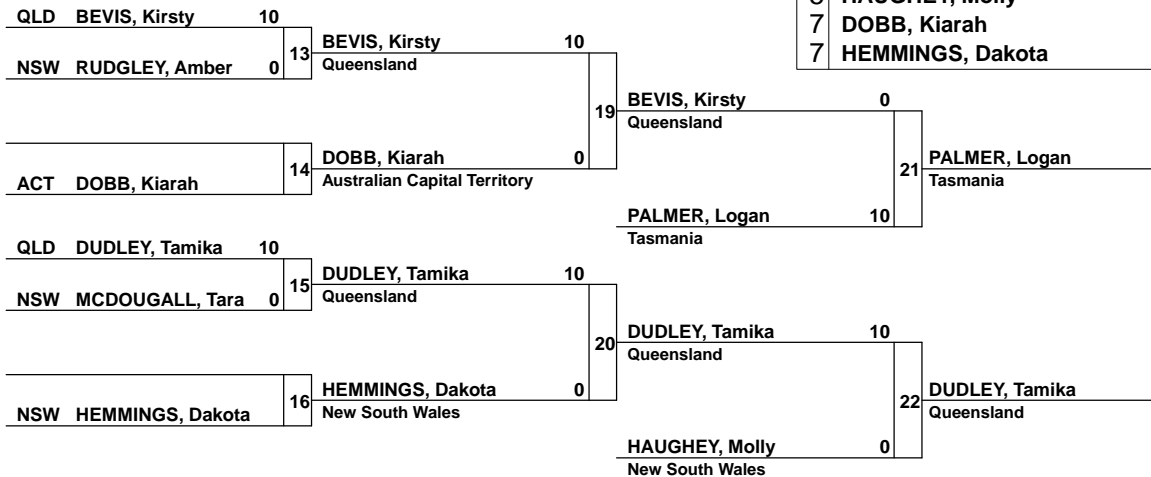 HAUGHEY, Molly
7 DOBB, Kiarah
7 HEMMINGS, Dakota
QLD BEVIS, Kirsty 10
13
NSW RUDGLEY, Amber 0
BEVIS, Kirsty 10
Queensland
19
14
ACT DOBB, Kiarah
DOBB, Kiarah 0
Australian Capital Territory
BEVIS, Kirsty 0
Queensland
21
PALMER, Logan 10
Tasmania
PALMER, Logan
Tasmania
QLD DUDLEY, Tamika 10
15
NSW MCDOUGALL, Tara 0
DUDLEY, Tamika 10
Queensland
20
16
NSW HEMMINGS, Dakota
HEMMINGS, Dakota 0
New South Wales
DUDLEY, Tamika 10
Queensland
22
HAUGHEY, Molly 0
New South Wales
DUDLEY, Tamika
Queensland